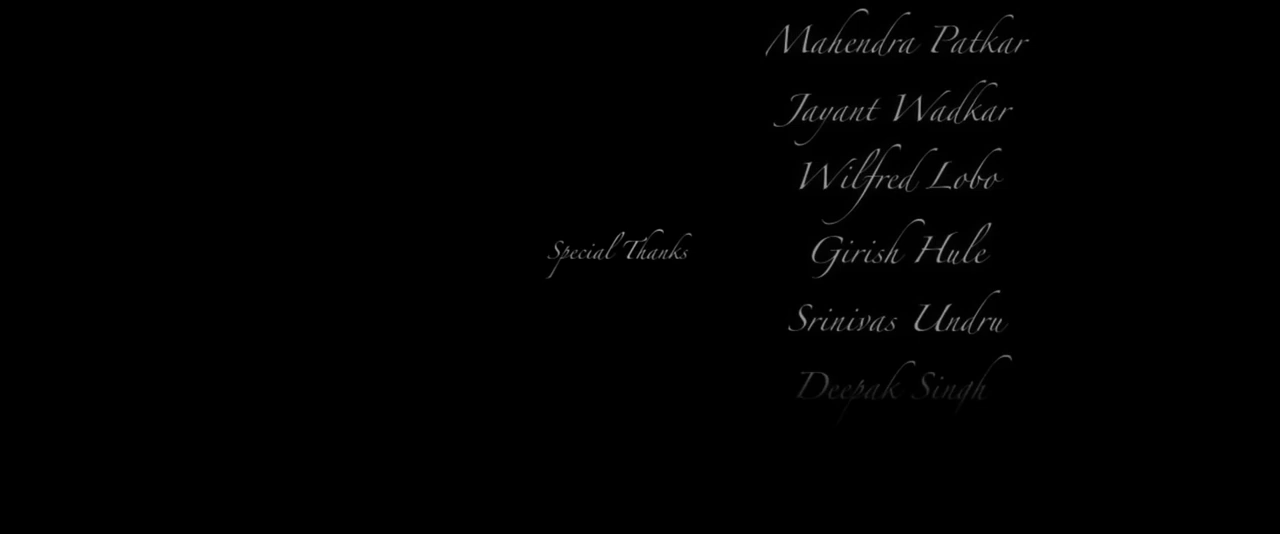 Mahendra Patkar
Jayant Wadkar
Wilfred Lobo
Special Thanks
Girish Hule
Srinivas Undru
Deepak Singh